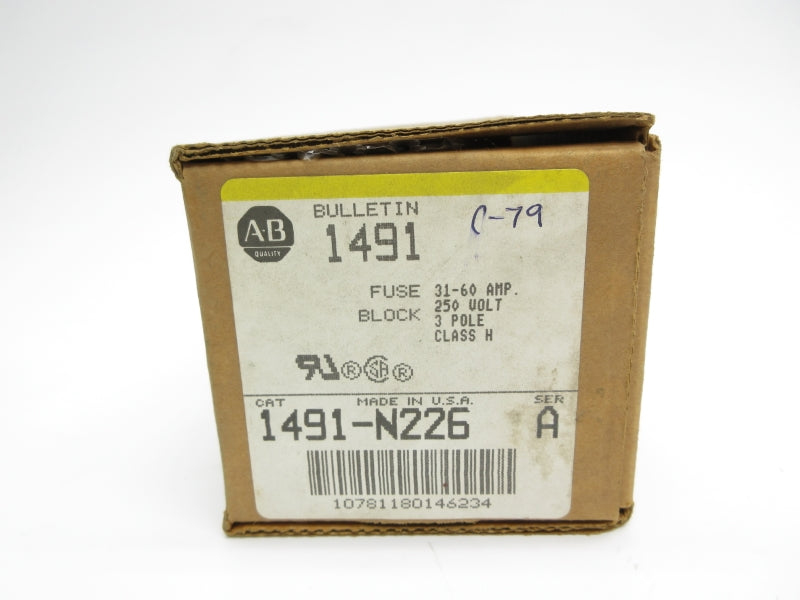 A-B
QUALITY
BULLETIN
1491
C-79
FUSE BLOCK
31-60 AMP.
250 VOLT
3 POLE
CLASS H
CAT
MADE IN U.S.A.
SER
1491-N226
A
10781180146234